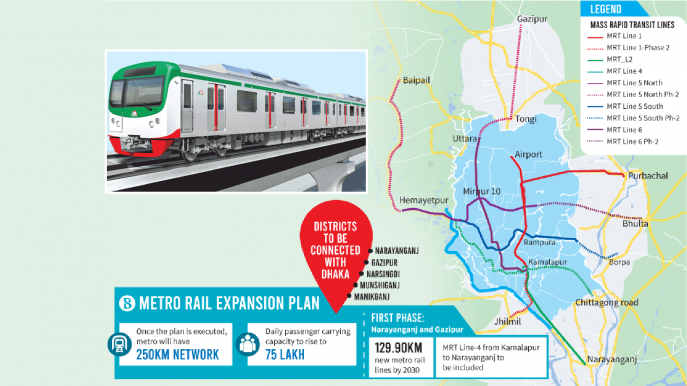 LEGEND
MASS RAPID TRANSIT LINES
MRT Line 1
MRT Line 1-Phase 2
MRT_L2
MRT Line 4
MRT Line 5 North
MRT Line 5 North Ph-2
MRT Line 5 South
MRT Line 5 South Ph-2
MRT Line 6
MRT Line 6 Ph-2
Gazipur
Baipail
Tongi
Uttara
Airport
Purbachal
Mirpur 10
Hemayetpur
Bhulta
Rampura
Borpa
Kamalapur
Chittagong road
Jhilmil
Narayanganj
DISTRICTS
TO BE
CONNECTED
WITH
DHAKA
NARAYANGANJ
GAZIPUR
NARSINGDI
MUNSHIGANJ
MANIKGANJ
METRO RAIL EXPANSION PLAN
Once the plan is executed,
metro will have
250KM NETWORK
Daily passenger carrying
capacity to rise to
75 LAKH
FIRST PHASE:
Narayanganj and Gazipur
129.90KM
new metro rail
lines by 2030
MRT Line-4 from Kamalapur
to Narayanganj to
be included